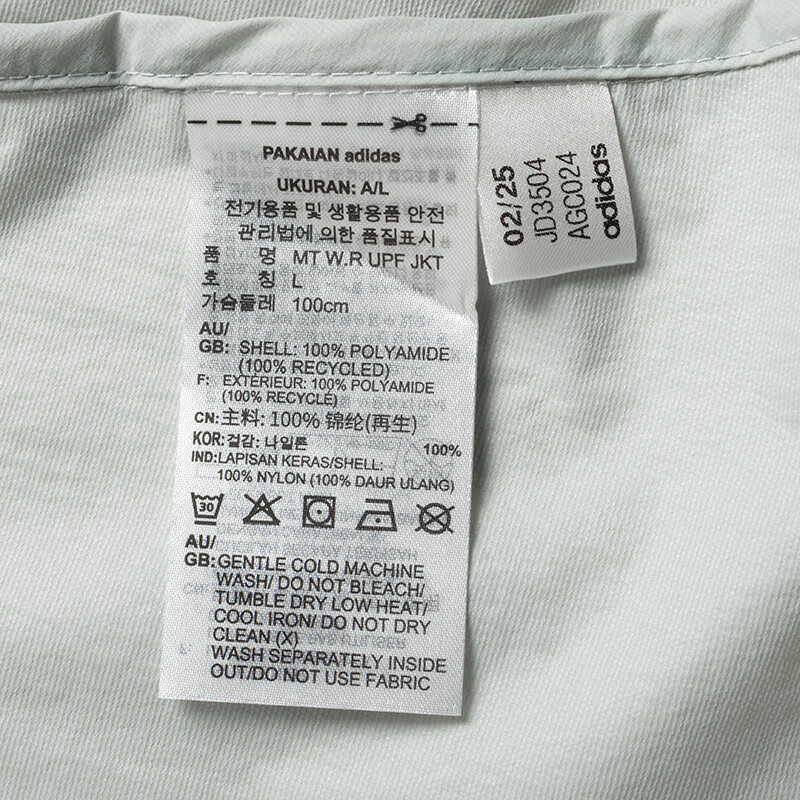 PAKAIAN adidas
UKURAN: A/L
전기용품 및 생활용품 안전
관리법에 의한 품질표시
품 명 MT W.R UPF JKT
호 칭 L
가슴둘레 100cm
AU/
GB: SHELL: 100% POLYAMIDE
(100% RECYCLED)
F: EXTÉRIEUR: 100% POLYAMIDE
(100% RECYCLÉ)
CN: 主料: 100% 锦纶(再生)
KOR: 겉감: 나일론 100%
IND: LAPISAN KERAS/SHELL:
100% NYLON (100% DAUR ULANG)
30
AU/
GB: GENTLE COLD MACHINE
WASH/ DO NOT BLEACH/
TUMBLE DRY LOW HEAT/
COOL IRON/ DO NOT DRY
CLEAN (X)
WASH SEPARATELY INSIDE
OUT/DO NOT USE FABRIC
02/25
JD3504
AGC024
adidas